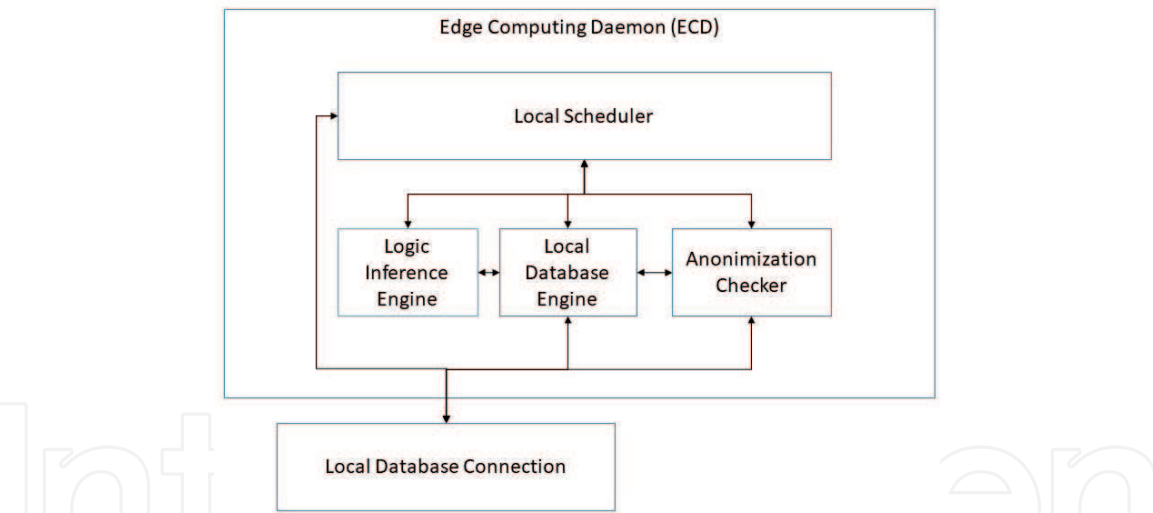 Edge Computing Daemon (ECD)
Local Scheduler
Logic
Inference
Engine
Local
Database
Engine
Anonimization
Checker
Local Database Connection